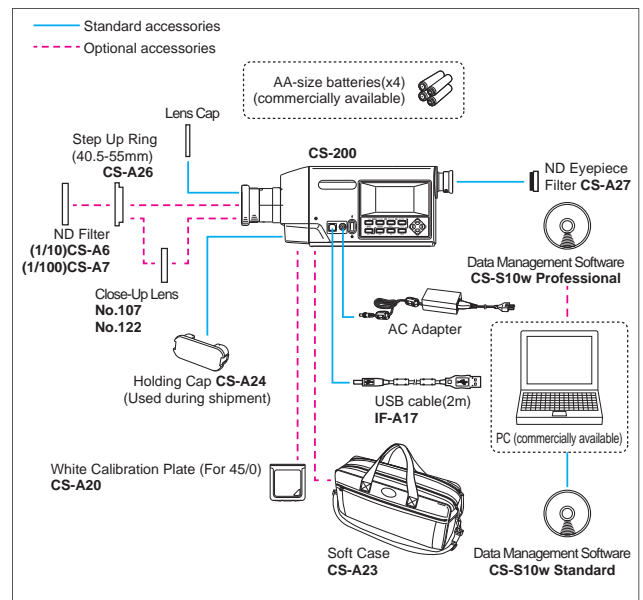 Standard accessories
Optional accessories
AA-size batteries(x4)
(commercially available)
Lens Cap
Step Up Ring
(40.5-55mm)
CS-A26
CS-200
ND Eyepiece
Filter CS-A27
ND Filter
(1/10)CS-A6
(1/100)CS-A7
Close-Up Lens
No.107
No.122
Data Management Software
CS-S10w Professional
AC Adapter
Holding Cap CS-A24
(Used during shipment)
USB cable(2m)
IF-A17
PC (commercially available)
White Calibration Plate (For 45/0)
CS-A20
Soft Case
CS-A23
Data Management Software
CS-S10w Standard